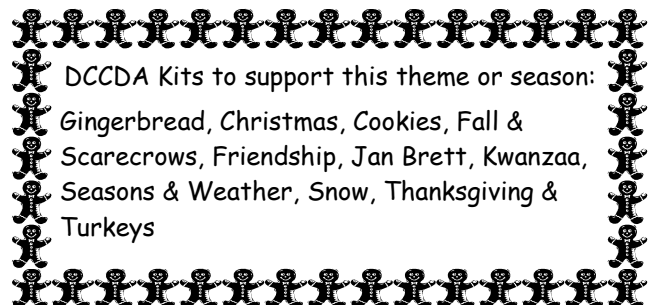 DCCDA Kits to support this theme or season:
Gingerbread, Christmas, Cookies, Fall &
Scarecrows, Friendship, Jan Brett, Kwanzaa,
Seasons & Weather, Snow, Thanksgiving &
Turkeys